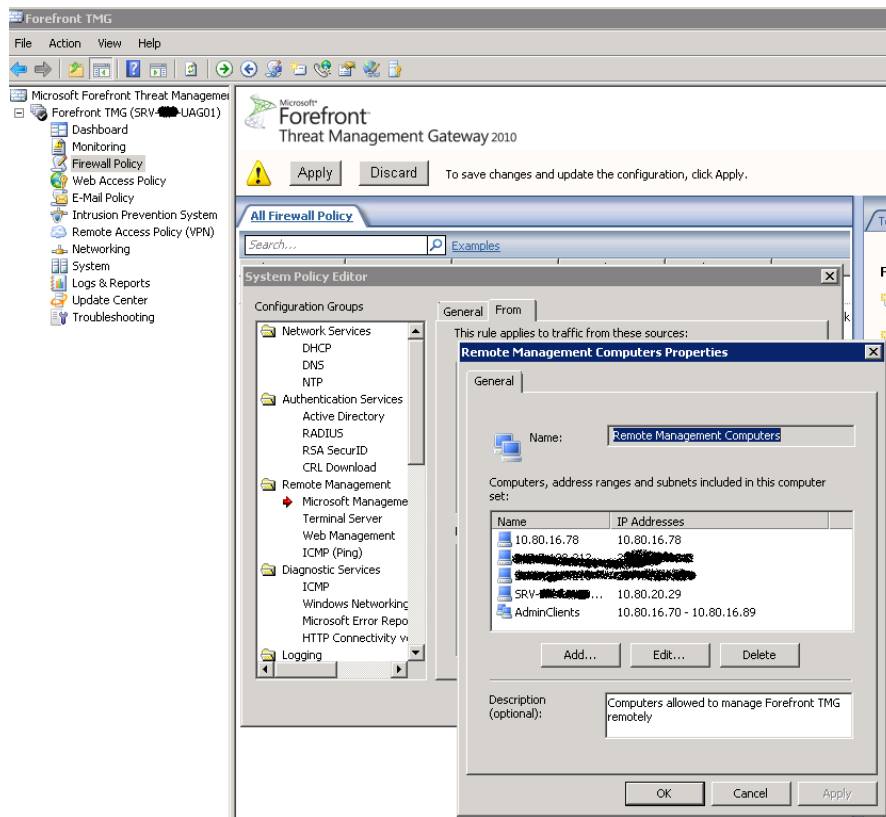 Forefront TMG
File Action View Help
Microsoft Forefront Threat Managemer
Forefront TMG (SRV- -UAG01)
Dashboard
Monitoring
Firewall Policy
Web Access Policy
E-Mail Policy
Intrusion Prevention System
Remote Access Policy (VPN)
Networking
System
Logs & Reports
Update Center
Troubleshooting
Microsoft
Forefront
Threat Management Gateway 2010
Apply Discard To save changes and update the configuration, click Apply.
All Firewall Policy
Search... Examples
System Policy Editor
Configuration Groups
Network Services
DHCP
DNS
NTP
Authentication Services
Active Directory
RADIUS
RSA SecurID
CRL Download
Remote Management
Microsoft Manageme
Terminal Server
Web Management
ICMP (Ping)
Diagnostic Services
ICMP
Windows Networking
Microsoft Error Repo
HTTP Connectivity v
Logging
General From
This rule applies to traffic from these sources:
Remote Management Computers Properties
General
Name: Remote Management Computers
Computers, address ranges and subnets included in this computer
set:
Name IP Addresses
10.80.16.78 10.80.16.78
SRV- ... 10.80.20.29
AdminClients 10.80.16.70 - 10.80.16.89
Add... Edit... Delete
Description
(optional):
Computers allowed to manage Forefront TMG
remotely
OK Cancel Apply